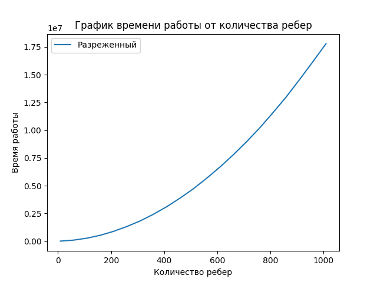 График времени работы от количества ребер
1e7
Разреженный
1.75
1.50
1.25
1.00
0.75
0.50
0.25
0.00
Время работы
0 200 400 600 800 1000
Количество ребер